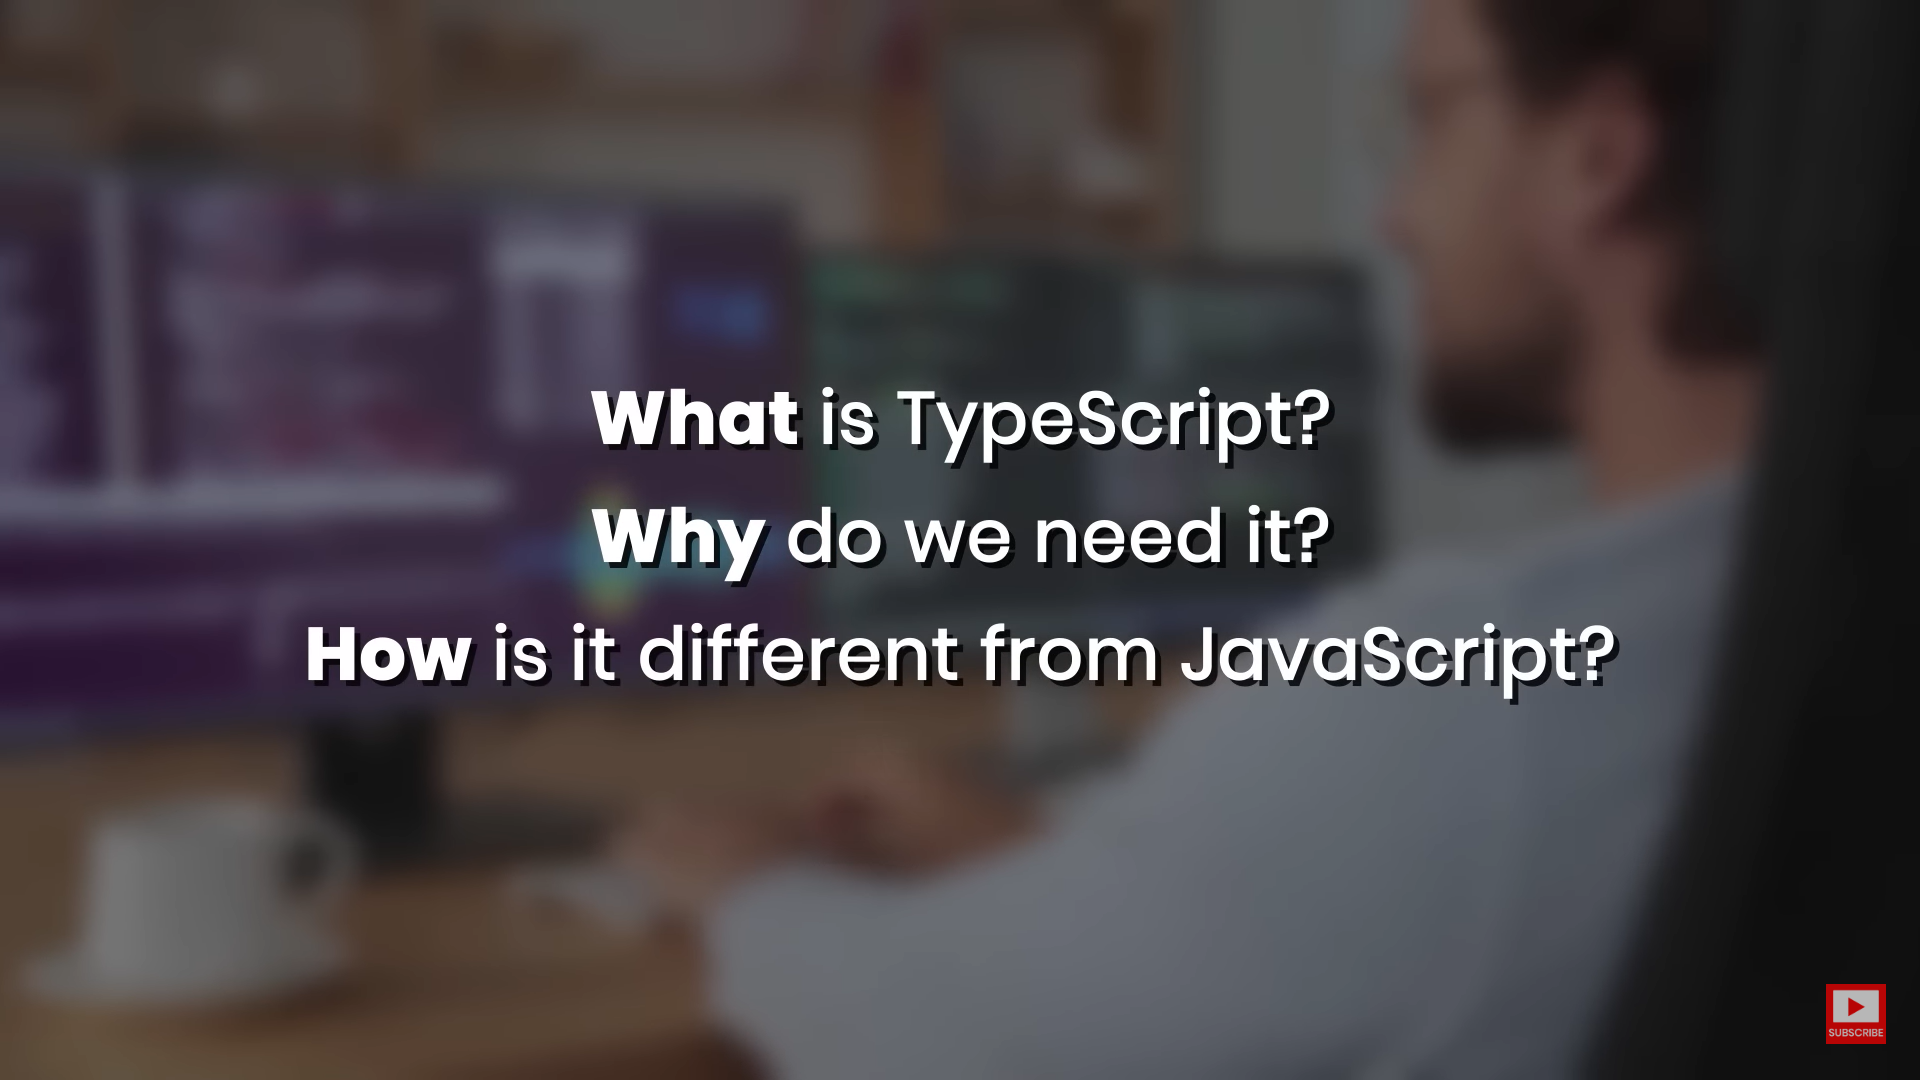 What is TypeScript?
Why do we need it?
How is it different from JavaScript?
SUBSCRIBE